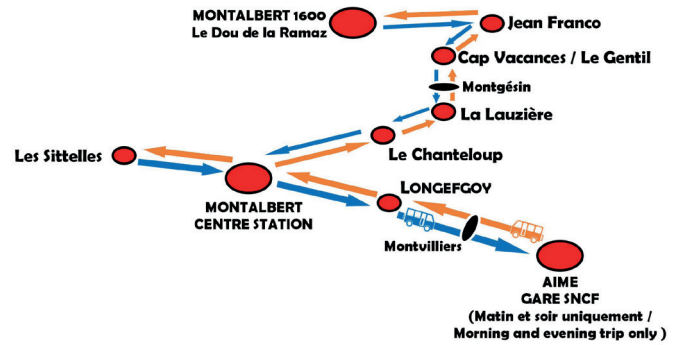 MONTALBERT 1600
Le Dou de la Ramaz
Jean Franco
Cap Vacances / Le Gentil
Montgésin
La Lauzière
Le Chanteloup
Les Sittelles
MONTALBERT
CENTRE STATION
LONGEFGOY
Montvilliers
AIME
GARE SNCF
(Matin et soir uniquement /
Morning and evening trip only )